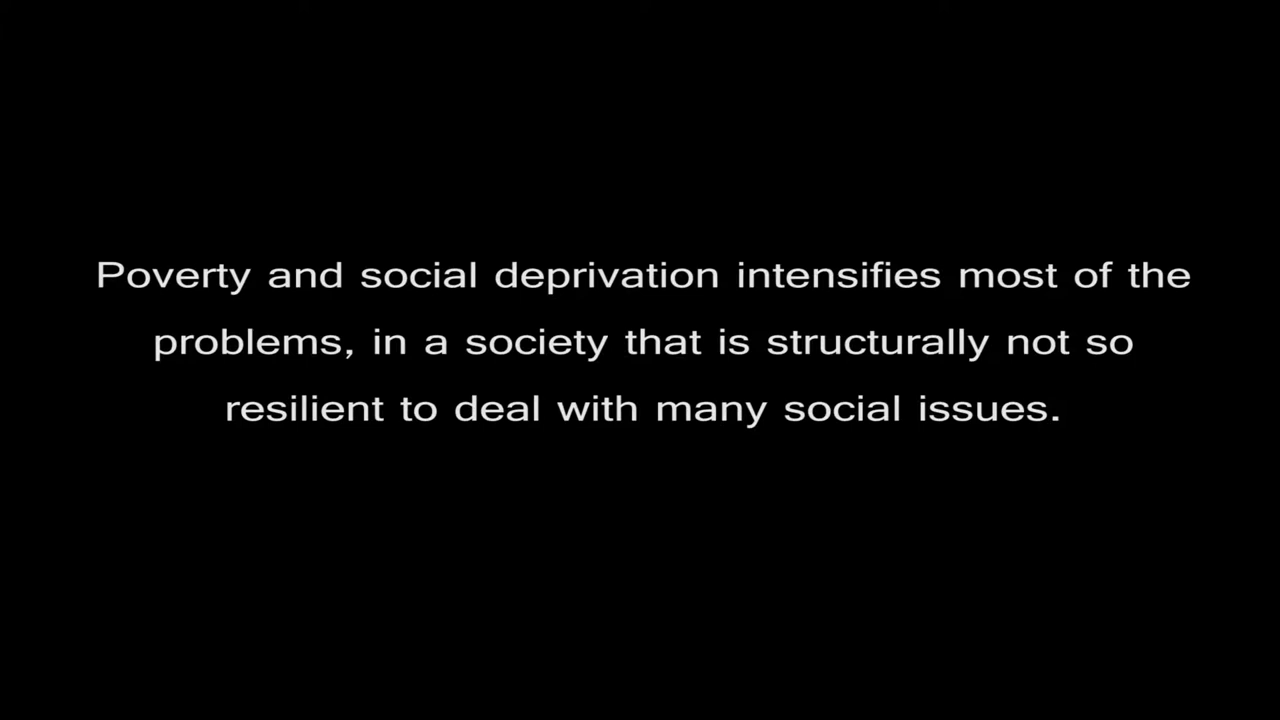 Poverty and social deprivation intensifies most of the
problems, in a society that is structurally not so
resilient to deal with many social issues.